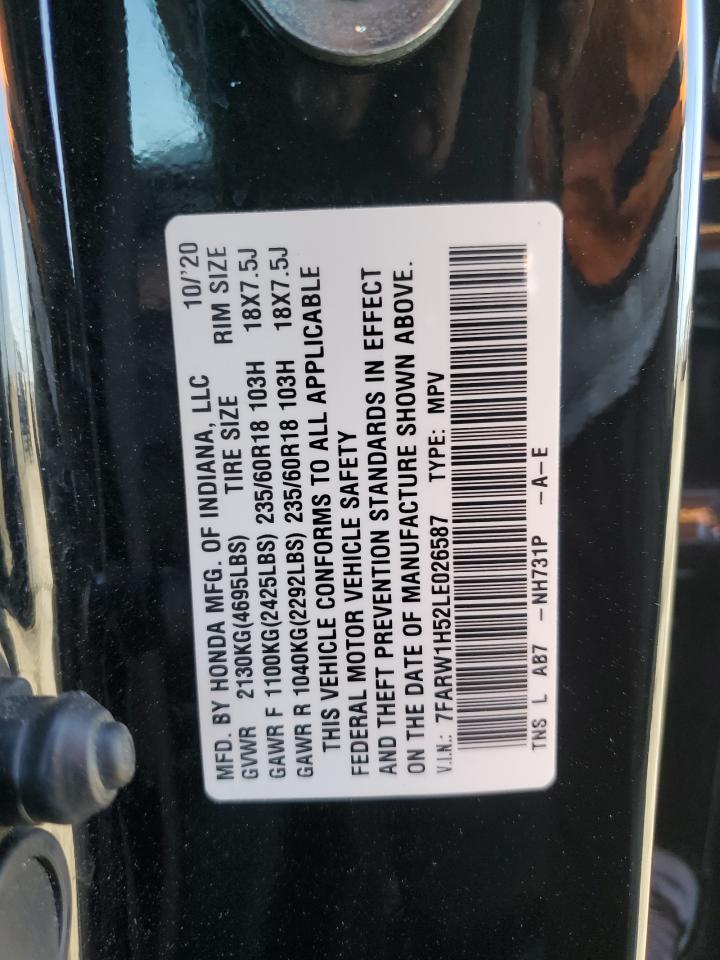 MFD. BY HONDA MFG. OF INDIANA, LLC 10/'20
GVWR 2130KG(4695LBS) TIRE SIZE RIM SIZE
GAWR F 1100KG(2425LBS) 235/60R18 103H 18X7.5J
GAWR R 1040KG(2292LBS) 235/60R18 103H 18X7.5J
THIS VEHICLE CONFORMS TO ALL APPLICABLE
FEDERAL MOTOR VEHICLE SAFETY
AND THEFT PREVENTION STANDARDS IN EFFECT
ON THE DATE OF MANUFACTURE SHOWN ABOVE.
V.I.N.: 7FARW1H52LE026587 TYPE: MPV
TNS L AB7 -NH731P -A-E